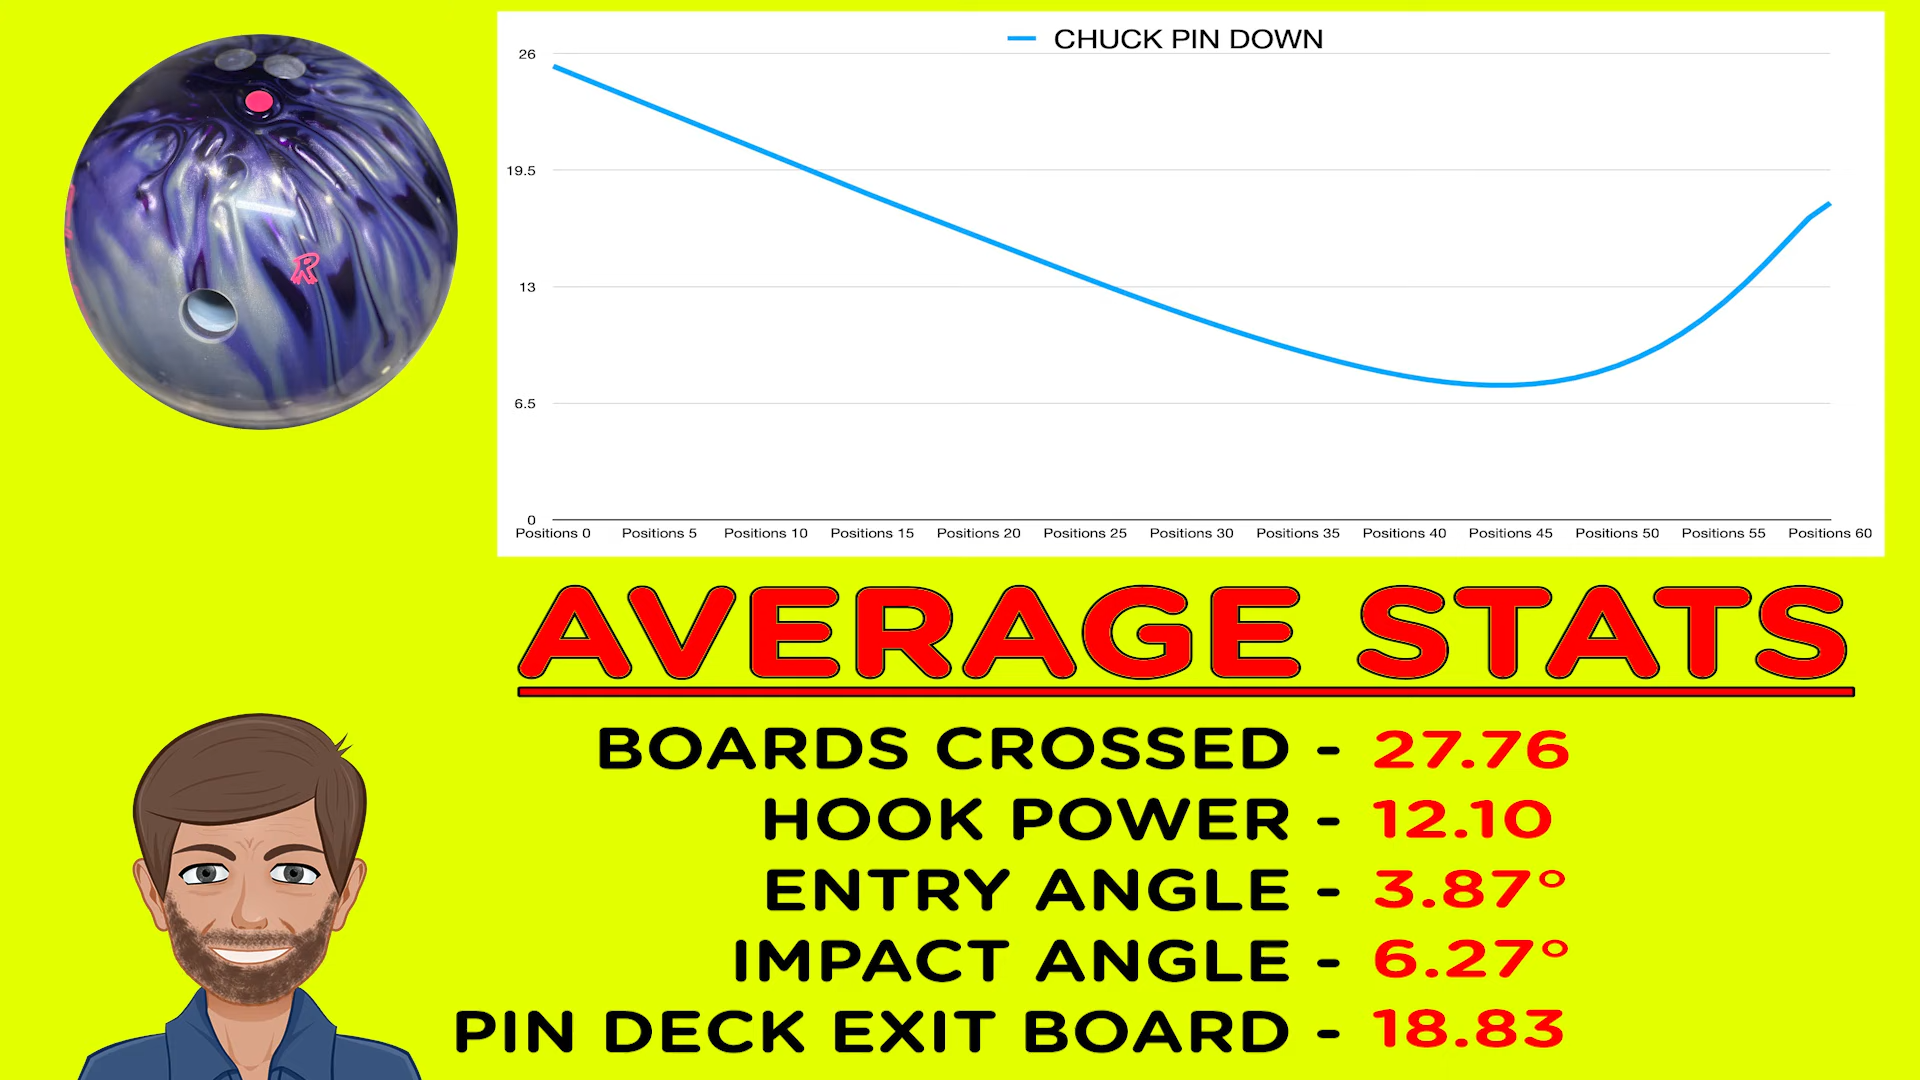 CHUCK PIN DOWN
26
19.5
13
6.5
0
Positions 0 Positions 5 Positions 10 Positions 15 Positions 20 Positions 25 Positions 30 Positions 35 Positions 40 Positions 45 Positions 50 Positions 55 Positions 60
AVERAGE STATS
BOARDS CROSSED - 27.76
HOOK POWER - 12.10
ENTRY ANGLE - 3.87°
IMPACT ANGLE - 6.27°
PIN DECK EXIT BOARD - 18.83